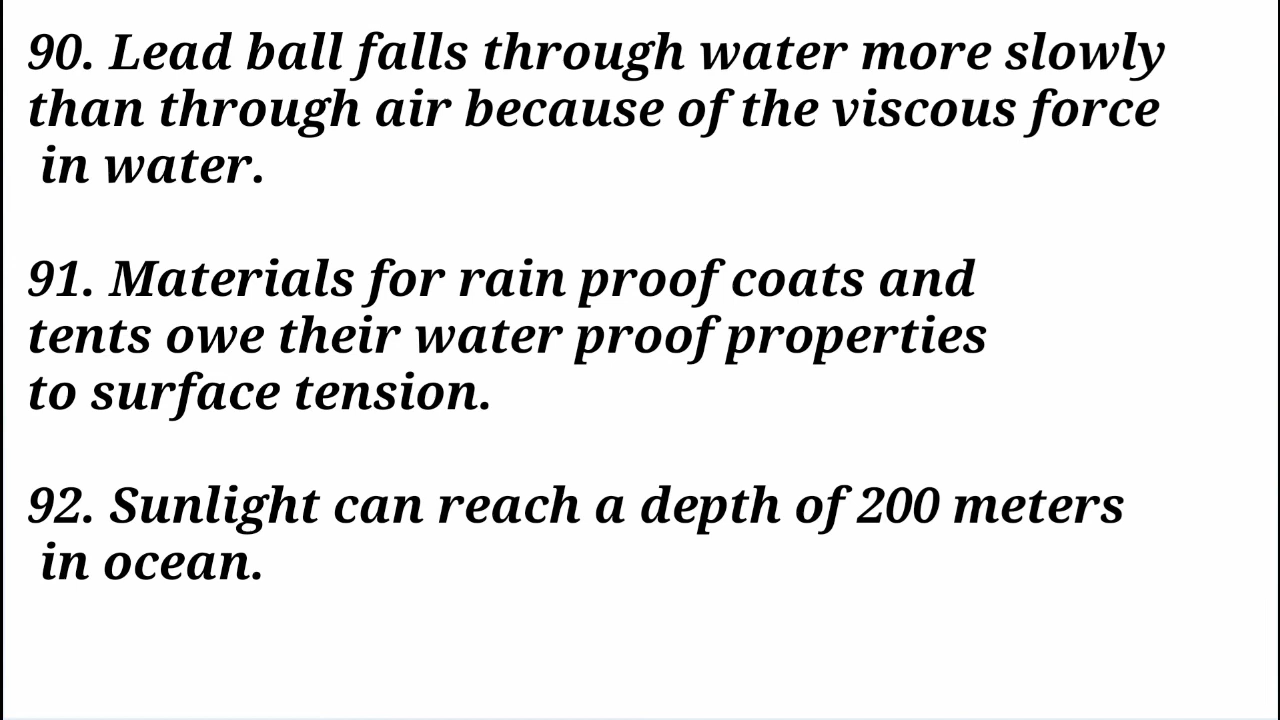 90. Lead ball falls through water more slowly
than through air because of the viscous force
in water.
91. Materials for rain proof coats and
tents owe their water proof properties
to surface tension.
92. Sunlight can reach a depth of 200 meters
in ocean.